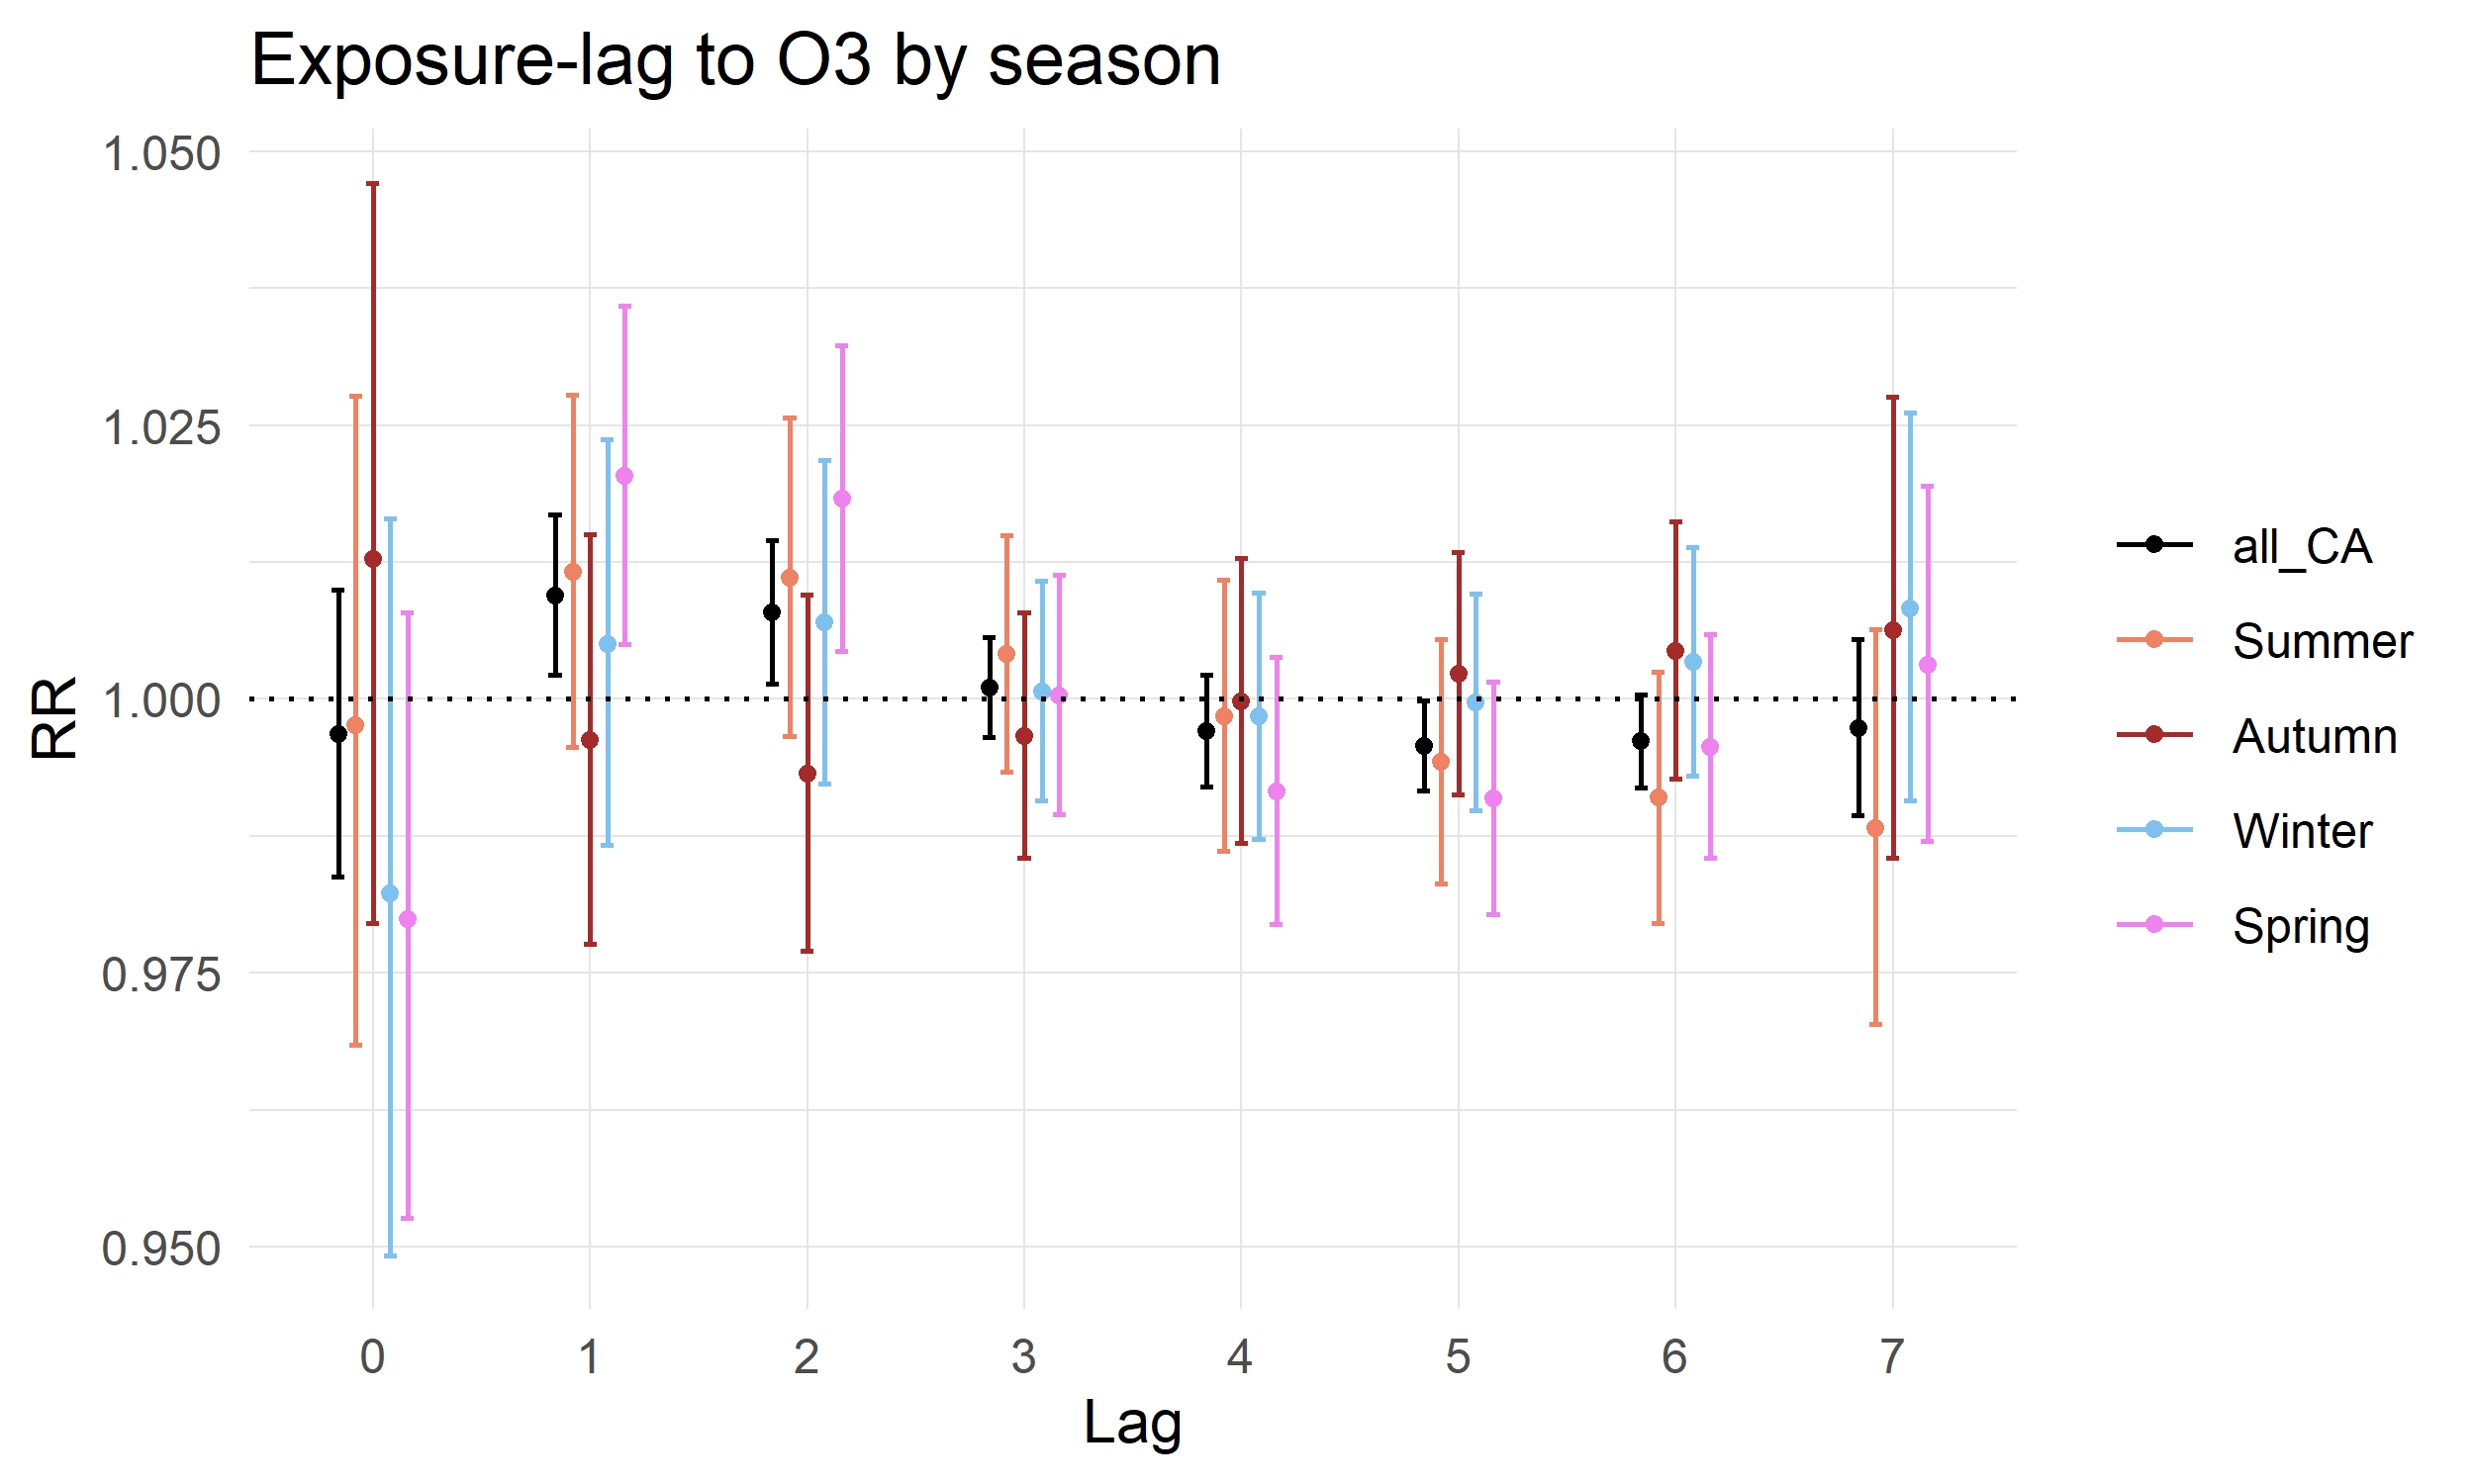 Exposure-lag to O3 by season
RR
1.050
1.025
1.000
0.975
0.950
0 1 2 3 4 5 6 7
Lag
all_CA
Summer
Autumn
Winter
Spring